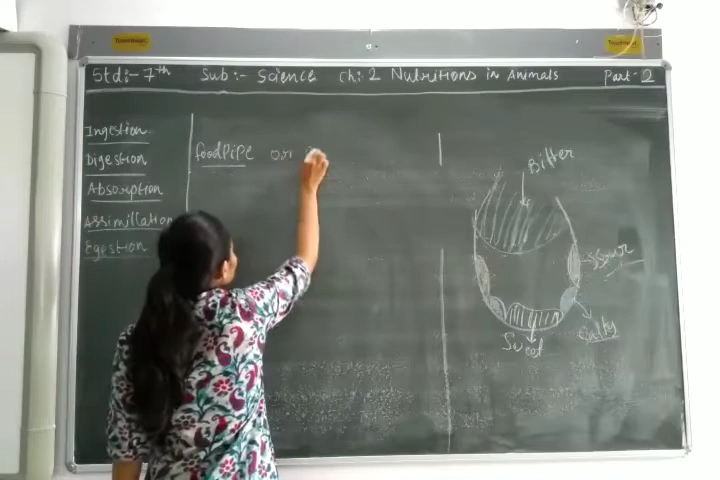 Std:- 7th Sub:- Science Ch: 2 Nutritions in Animals Part- 2
Ingestion
Digestion
Absorption
Assimillation
Egestion
foodpipe or
Bitter
Sour
Salty
Sweet